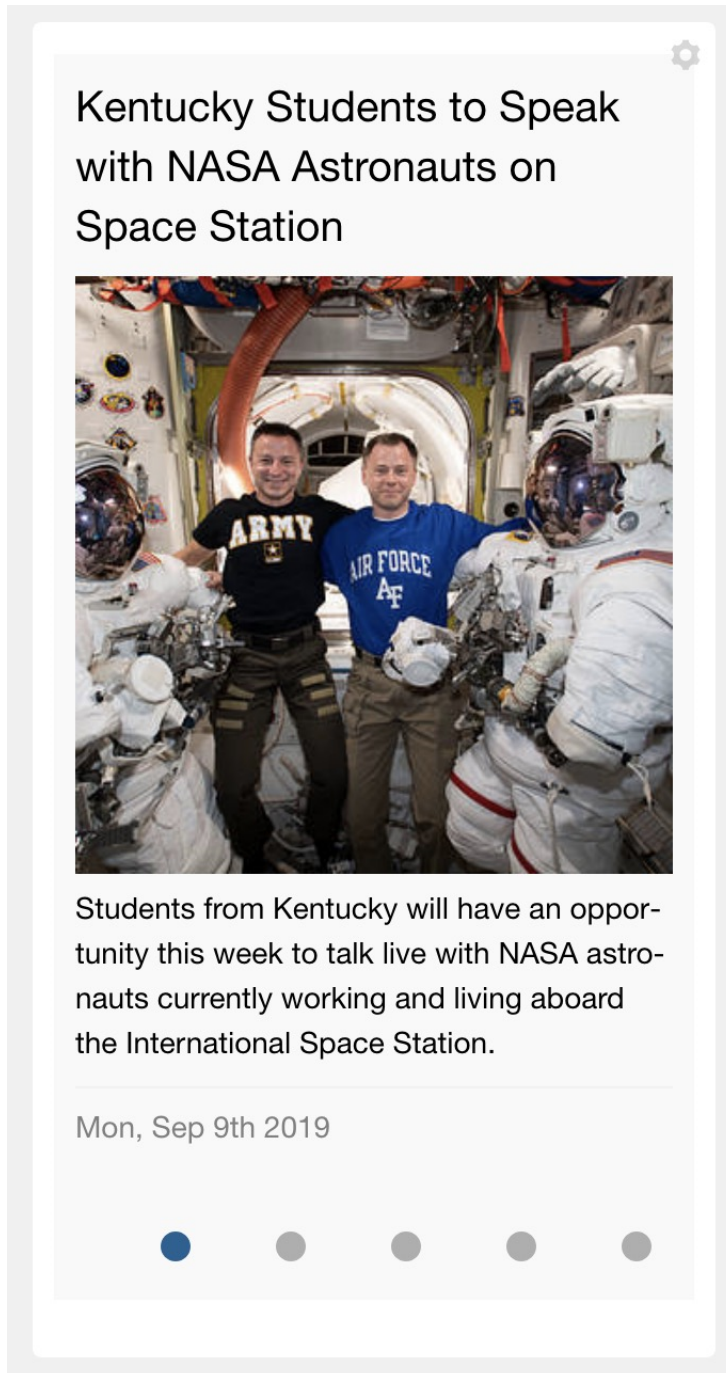 Kentucky Students to Speak
with NASA Astronauts on
Space Station
ARMY
AIR FORCE
AF
Students from Kentucky will have an oppor-
tunity this week to talk live with NASA astro-
nauts currently working and living aboard
the International Space Station.
Mon, Sep 9th 2019